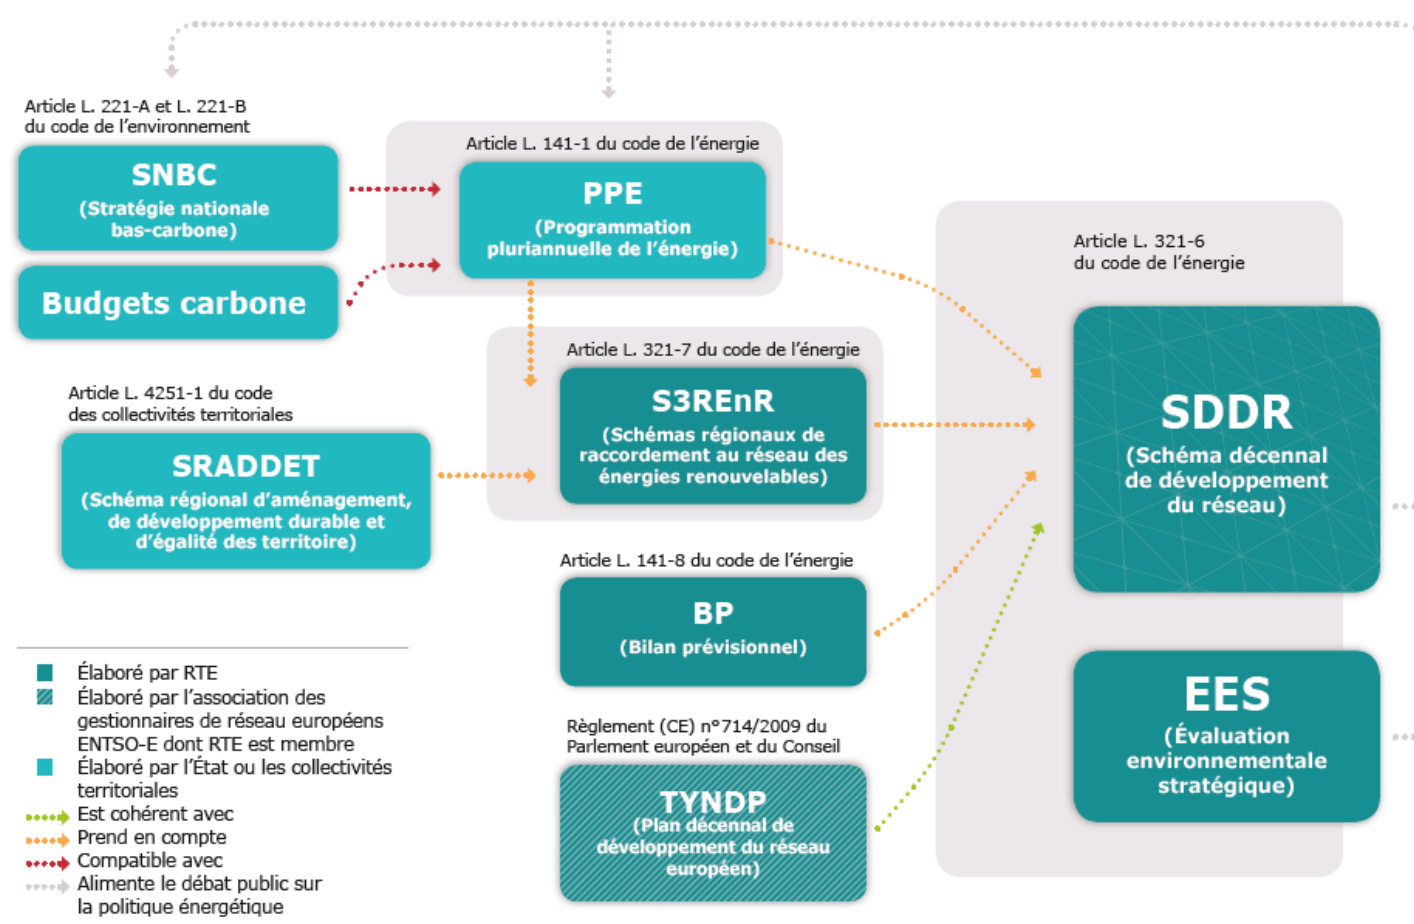 Article L. 221-A et L. 221-B
du code de l'environnement
SNBC
(Stratégie nationale
bas-carbone)
Budgets carbone
Article L. 141-1 du code de l'énergie
PPE
(Programmation
pluriannuelle de l'énergie)
Article L. 4251-1 du code
des collectivités territoriales
SRADDET
(Schéma régional d'aménagement,
de développement durable et
d'égalité des territoire)
Article L. 321-7 du code de l'énergie
S3REnR
(Schémas régionaux de
raccordement au réseau des
énergies renouvelables)
Article L. 141-8 du code de l'énergie
BP
(Bilan prévisionnel)
Règlement (CE) n°714/2009 du
Parlement européen et du Conseil
TYNDP
(Plan décennal de
développement du réseau
européen)
Article L. 321-6
du code de l'énergie
SDDR
(Schéma décennal
de développement
du réseau)
EES
(Évaluation
environnementale
stratégique)
Élaboré par RTE
Élaboré par l'association des
gestionnaires de réseau européens
ENTSO-E dont RTE est membre
Élaboré par l'État ou les collectivités
territoriales
Est cohérent avec
Prend en compte
Compatible avec
Alimente le débat public sur
la politique énergétique